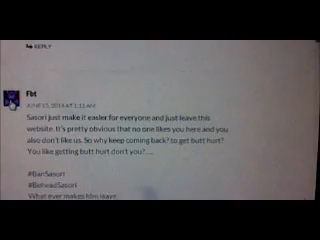 REPLY
Fbt
JUNE 15, 2014 AT 1:11 AM
Sasori just make it easier for everyone and just leave this
website. It's pretty obvious that no one likes you here and you
also don't like us. So why keep coming back? to get butt hurt?
You like getting butt hurt don't you?....
#BanSasori
What ever makes him leave